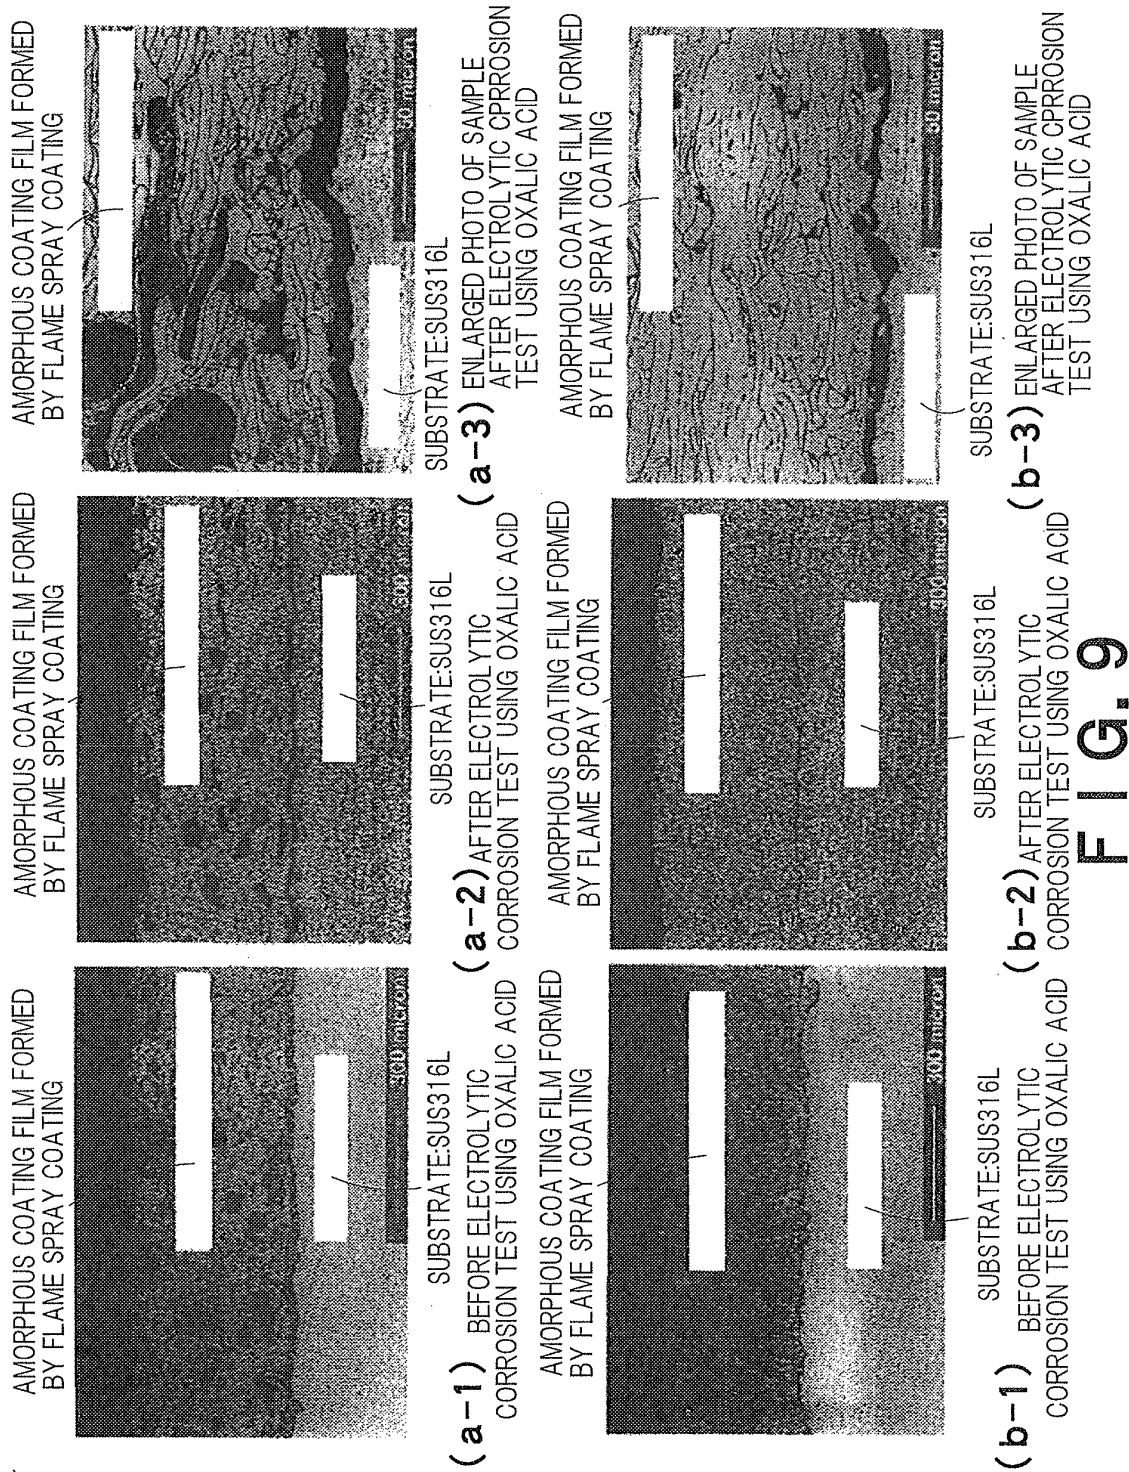 AMORPHOUS COATING FILM FORMED
BY FLAME SPRAY COATING
300 micron
SUBSTRATE:SUS316L
(a-1) BEFORE ELECTROLYTIC
CORROSION TEST USING OXALIC ACID
AMORPHOUS COATING FILM FORMED
BY FLAME SPRAY COATING
300 micron
SUBSTRATE:SUS316L
(a-2) AFTER ELECTROLYTIC
CORROSION TEST USING OXALIC ACID
AMORPHOUS COATING FILM FORMED
BY FLAME SPRAY COATING
50 micron
SUBSTRATE:SUS316L
(a-3) ENLARGED PHOTO OF SAMPLE
AFTER ELECTROLYTIC CPRROSION
TEST USING OXALIC ACID
AMORPHOUS COATING FILM FORMED
BY FLAME SPRAY COATING
300 micron
SUBSTRATE:SUS316L
(b-1) BEFORE ELECTROLYTIC
CORROSION TEST USING OXALIC ACID
AMORPHOUS COATING FILM FORMED
BY FLAME SPRAY COATING
micron
SUBSTRATE:SUS316L
(b-2) AFTER ELECTROLYTIC
CORROSION TEST USING OXALIC ACID
AMORPHOUS COATING FILM FORMED
BY FLAME SPRAY COATING
50 micron
SUBSTRATE:SUS316L
(b-3) ENLARGED PHOTO OF SAMPLE
AFTER ELECTROLYTIC CPRROSION
TEST USING OXALIC ACID
FIG. 9